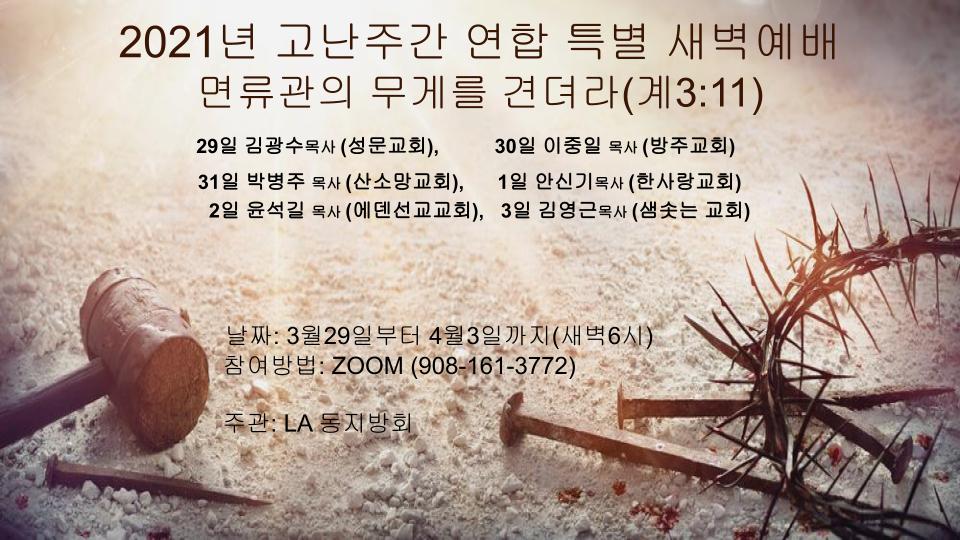 2021년 고난주간 연합 특별 새벽예배
면류관의 무게를 견뎌라(계3:11)
29일 김광수목사 (성문교회), 30일 이중일 목사 (방주교회)
31일 박병주 목사 (산소망교회), 1일 안신기목사 (한사랑교회)
2일 윤석길 목사 (에덴선교교회), 3일 김영근목사 (샘솟는 교회)
날짜: 3월29일부터 4월3일까지(새벽6시)
참여방법: ZOOM (908-161-3772)
주관: LA 동지방회